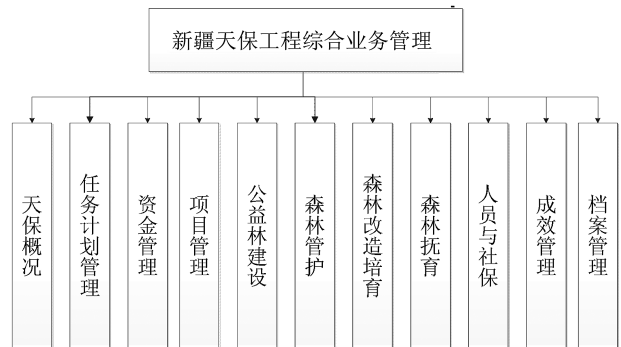 新疆天保工程综合业务管理
天保概况
任务计划管理
资金管理
项目管理
公益林建设
森林管护
森林改造培育
森林抚育
人员与社保
成效管理
档案管理